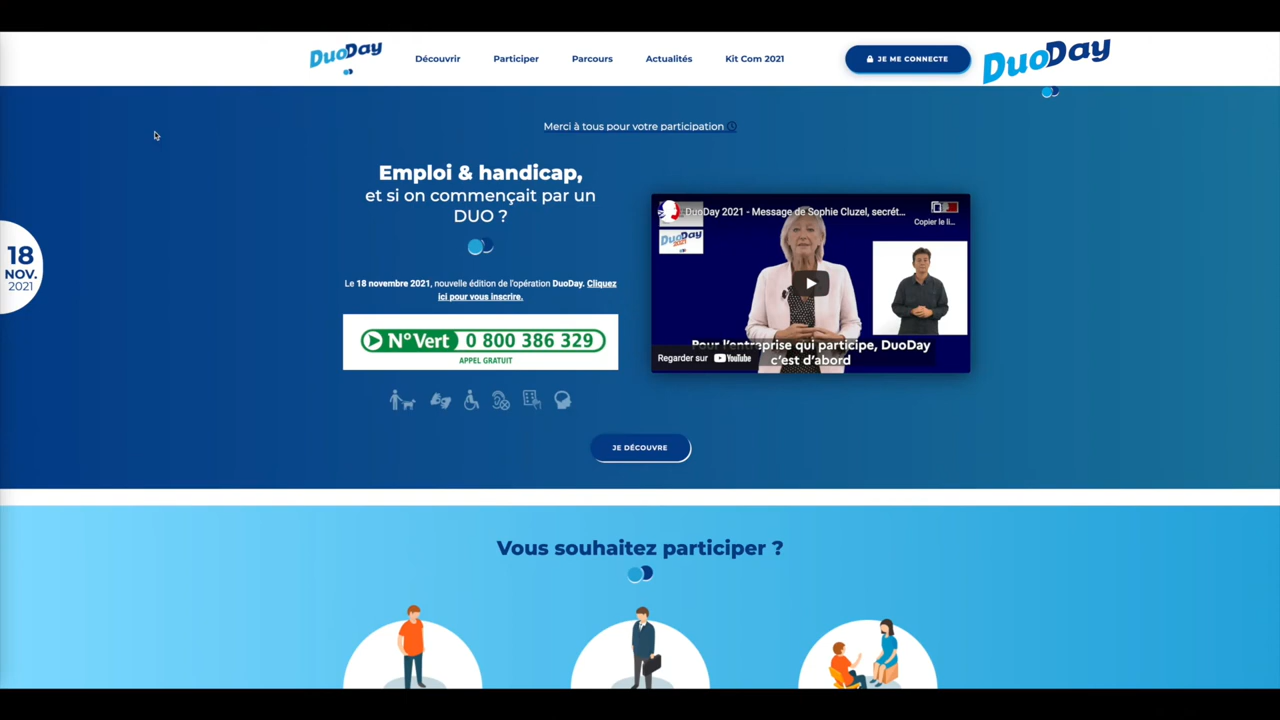 DuoDay
Découvrir
Participer
Parcours
Actualités
Kit Com 2021
JE ME CONNECTE
DuoDay
Merci à tous pour votre participation
Emploi & handicap,
et si on commençait par un
DUO ?
18
NOV.
2021
Le 18 novembre 2021, nouvelle édition de l'opération DuoDay. Cliquez
ici pour vous inscrire.
N° Vert 0 800 386 329
APPEL GRATUIT
DuoDay 2021 - Message de Sophie Cluzel, secrét...
Copier le li...
DuoDay
2021
Pour l'entreprise qui participe, DuoDay
c'est d'abord
Regarder sur YouTube
JE DÉCOUVRE
Vous souhaitez participer ?